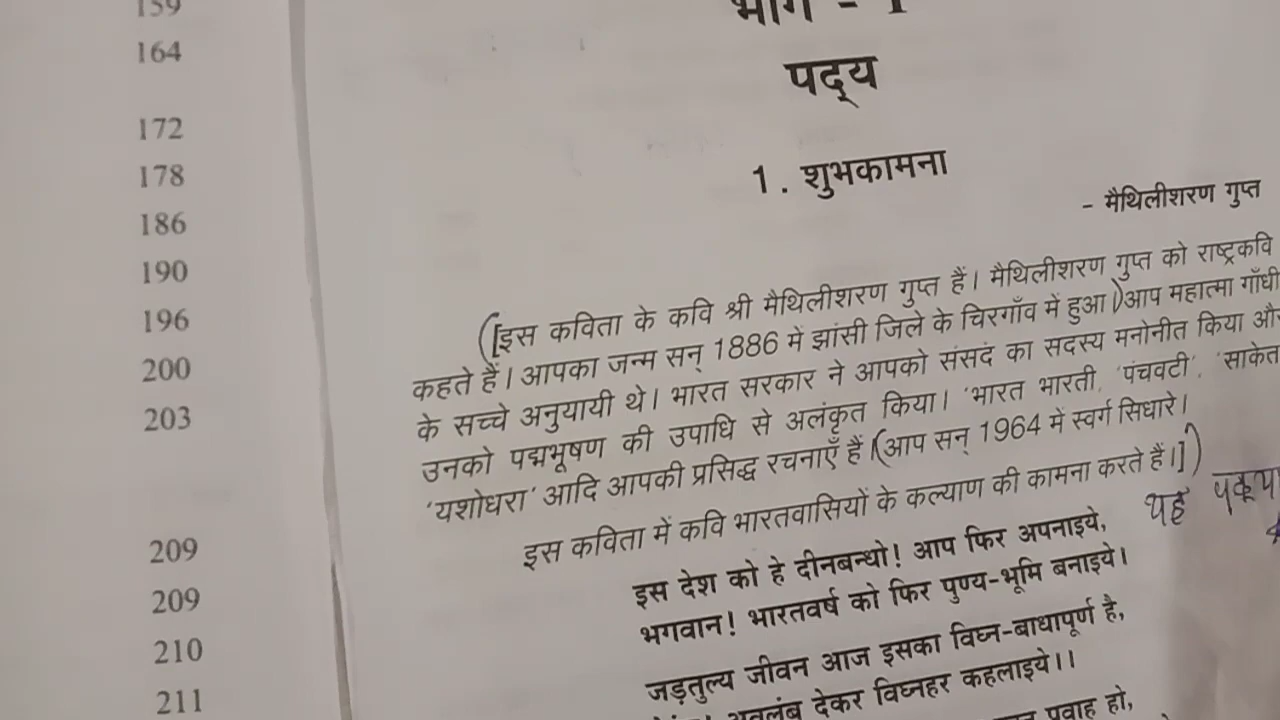 159
164
172
178
186
190
196
200
203
209
209
210
211
भाग - I
पद्य
1. शुभकामना
- मैथिलीशरण गुप्त
([इस कविता के कवि श्री मैथिलीशरण गुप्त हैं। मैथिलीशरण गुप्त को राष्ट्रकवि
कहते हैं। आपका जन्म सन् 1886 में झांसी जिले के चिरगाँव में हुआ।)आप महात्मा गाँधी
के सच्चे अनुयायी थे। भारत सरकार ने आपको संसद का सदस्य मनोनीत किया और
उनको पद्मभूषण की उपाधि से अलंकृत किया। 'भारत भारती, 'पंचवटी', 'साकेत
'यशोधरा' आदि आपकी प्रसिद्ध रचनाएँ हैं।(आप सन् 1964 में स्वर्ग सिधारे।
इस कविता में कवि भारतवासियों के कल्याण की कामना करते हैं।])
यह
इस देश को हे दीनबन्धो! आप फिर अपनाइये,
भगवान! भारतवर्ष को फिर पुण्य-भूमि बनाइये।
जड़तुल्य जीवन आज इसका विघ्न-बाधापूर्ण है,
अवलंब देकर विघ्नहर कहलाइये।।
प्रवाह हो,